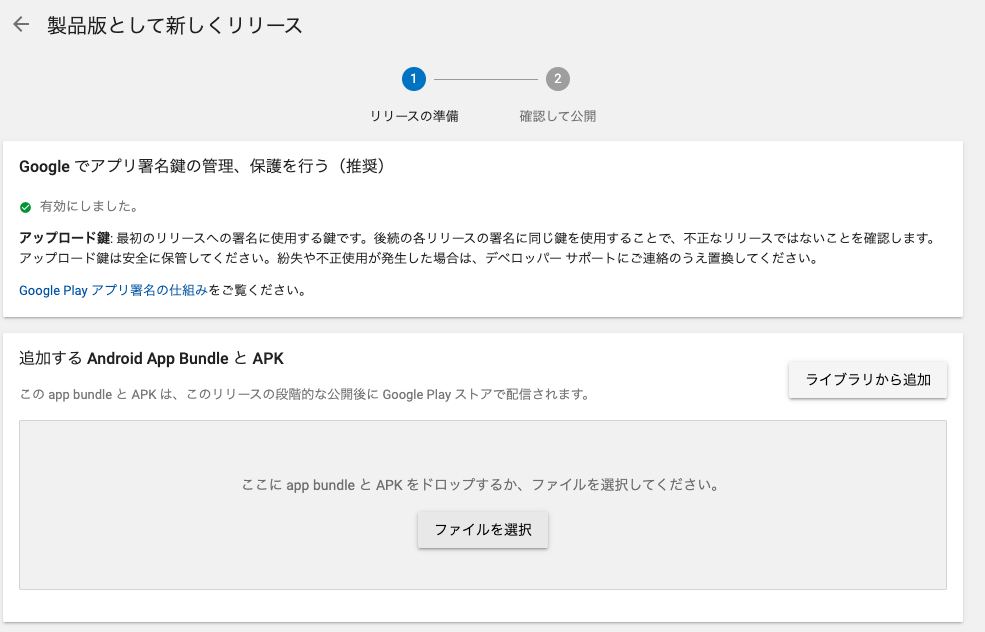 製品版として新しくリリース
1
2
リリースの準備
確認して公開
Google でアプリ署名鍵の管理、保護を行う（推奨）
有効にしました。
アップロード鍵: 最初のリリースへの署名に使用する鍵です。後続の各リリースの署名に同じ鍵を使用することで、不正なリリースではないことを確認します。
アップロード鍵は安全に保管してください。紛失や不正使用が発生した場合は、デベロッパー サポートにご連絡のうえ置換してください。
Google Play アプリ署名の仕組みをご覧ください。
追加する Android App Bundle と APK
この app bundle と APK は、このリリースの段階的な公開後に Google Play ストアで配信されます。
ライブラリから追加
ここに app bundle と APK をドロップするか、ファイルを選択してください。
ファイルを選択